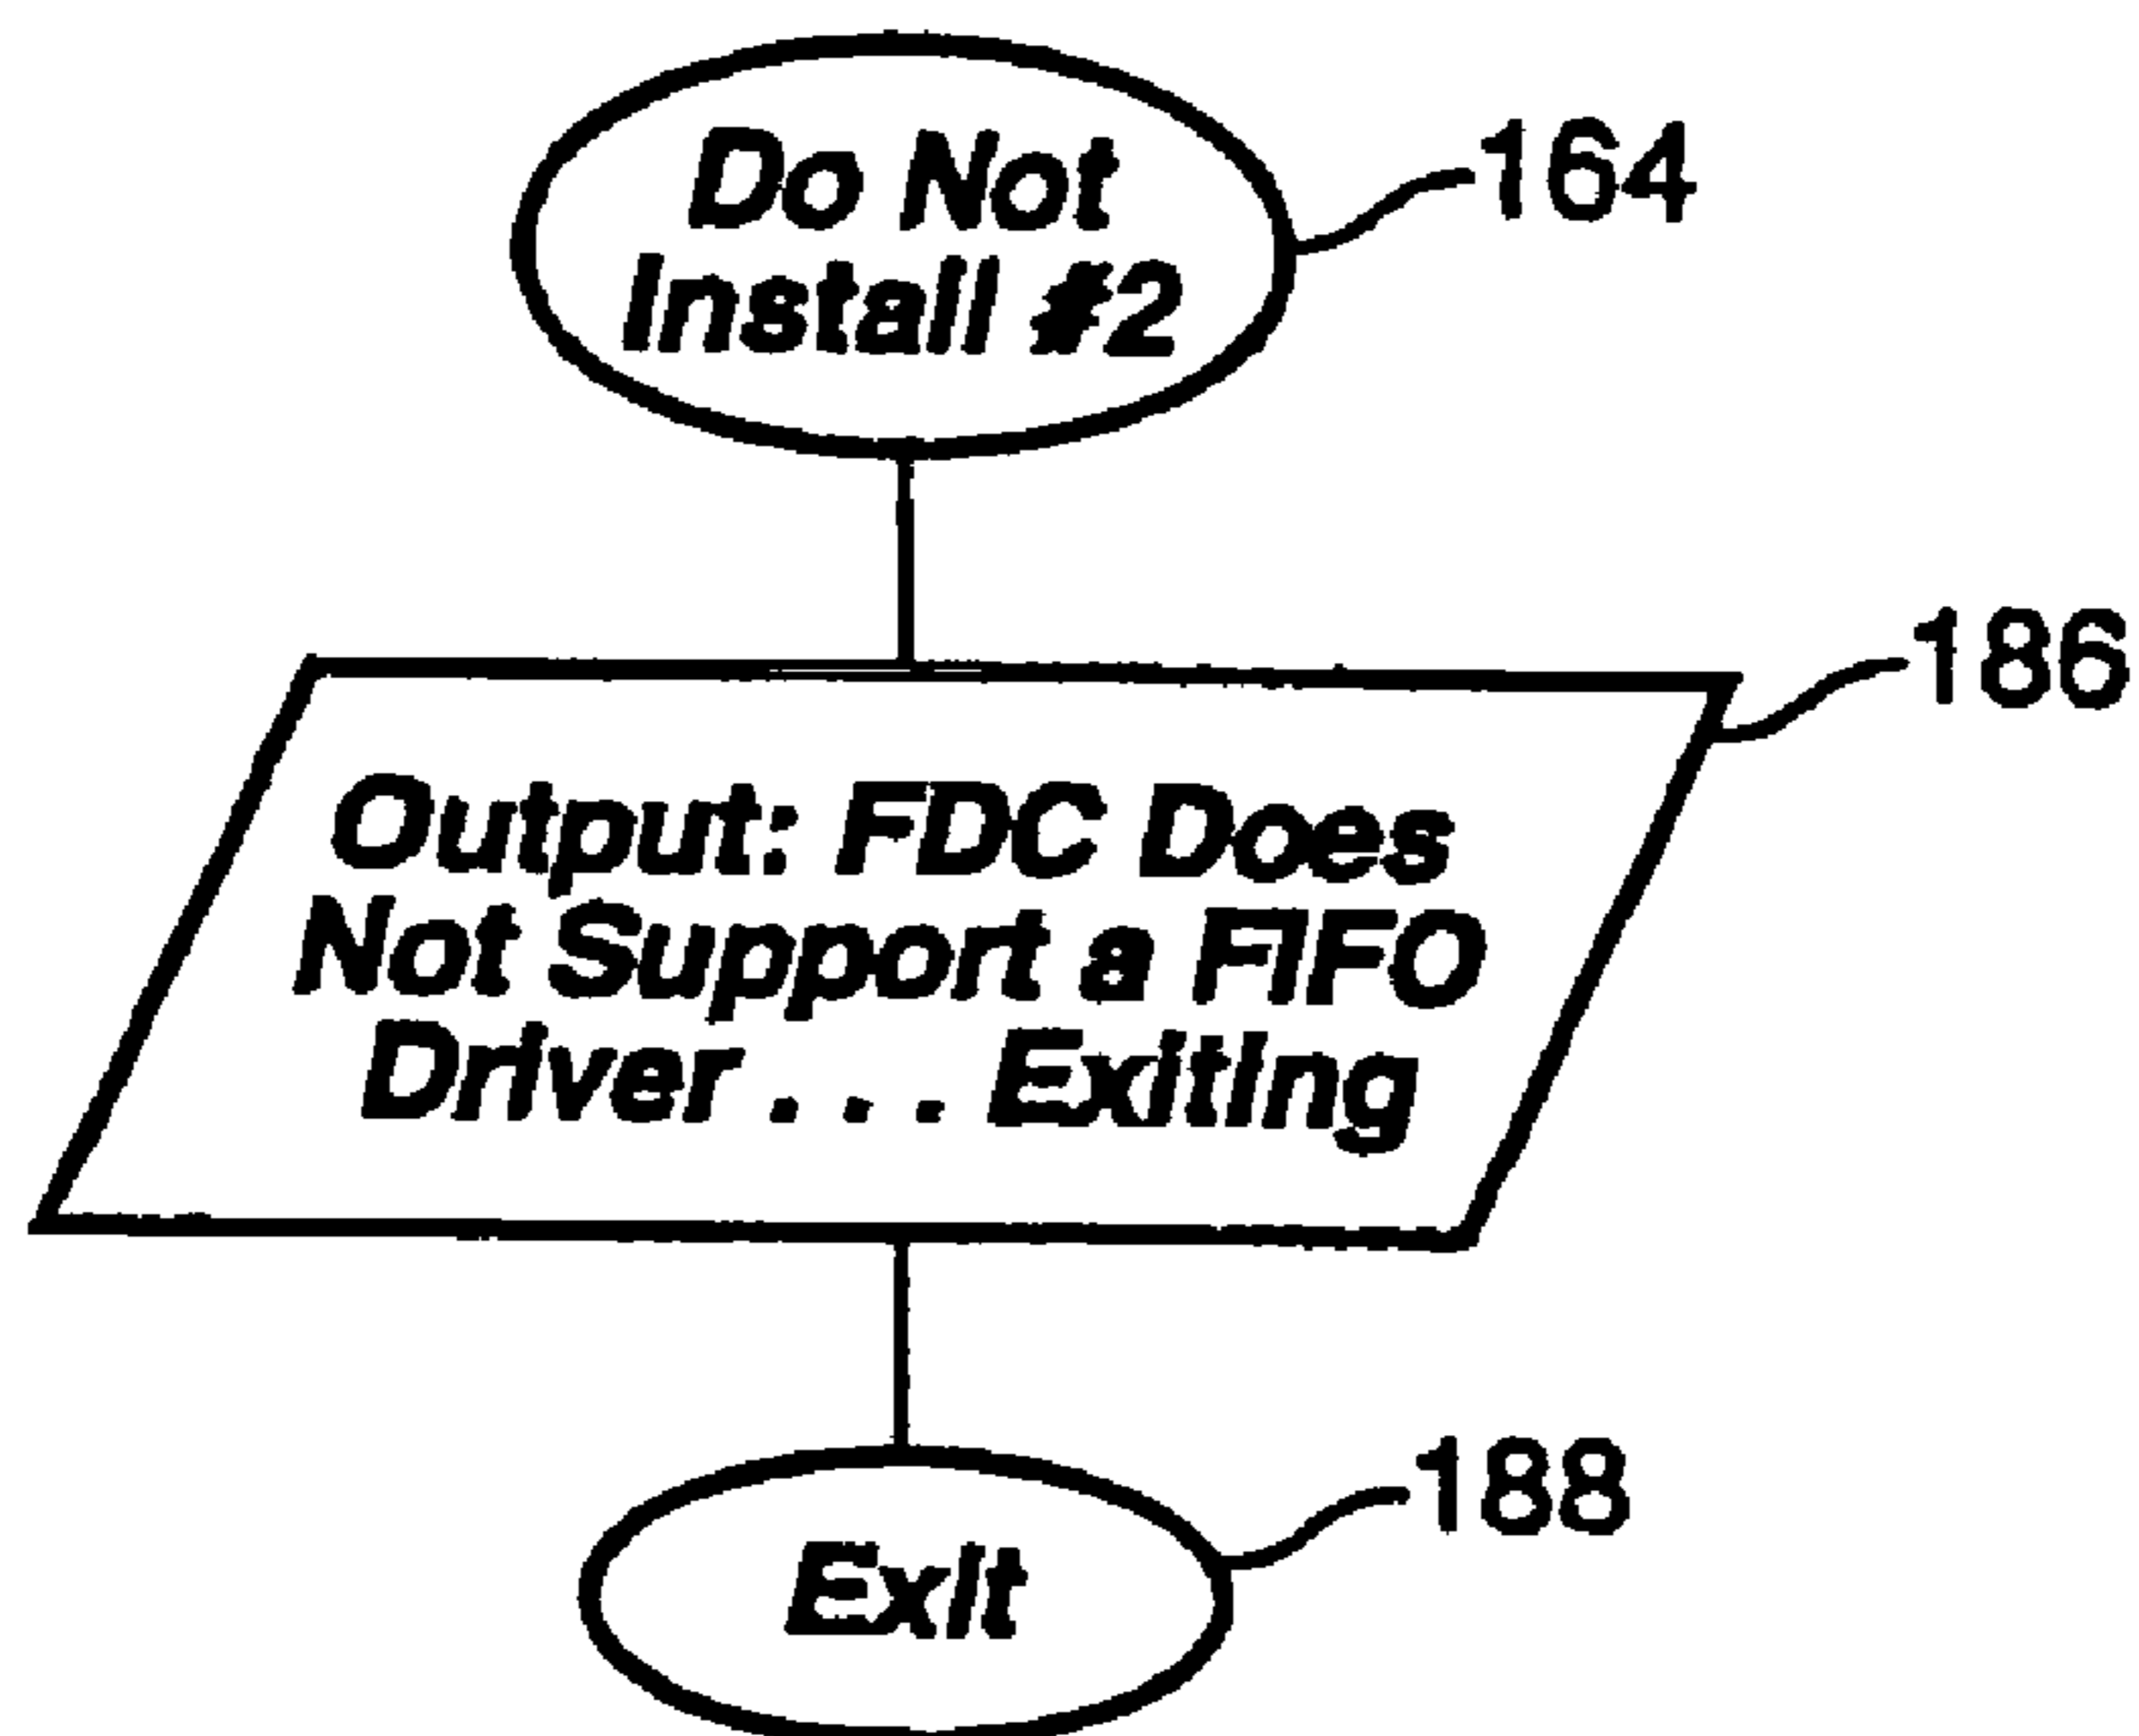 Do Not
Install #2
164
186
Output: FDC Does
Not Support a FIFO
Driver . . . Exiting
188
Exit